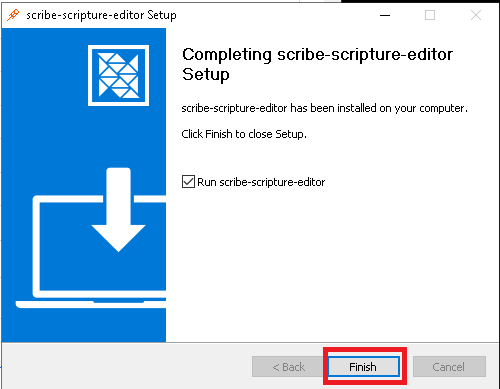 scribe-scripture-editor Setup
Completing scribe-scripture-editor
Setup
scribe-scripture-editor has been installed on your computer.
Click Finish to close Setup.
Run scribe-scripture-editor
< Back
Finish
Cancel